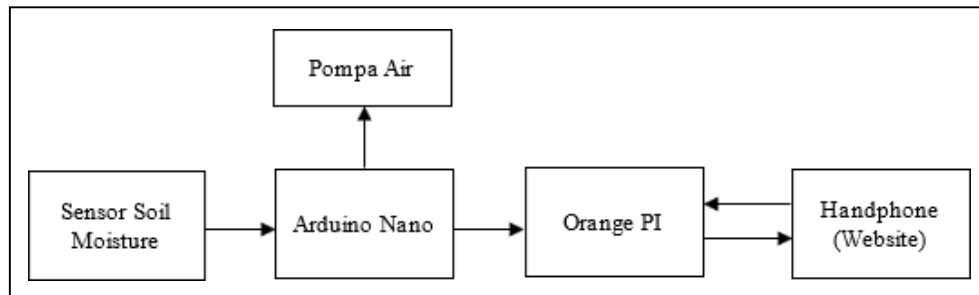 Pompa Air
Sensor Soil
Moisture
Arduino Nano
Orange PI
Handphone
(Website)